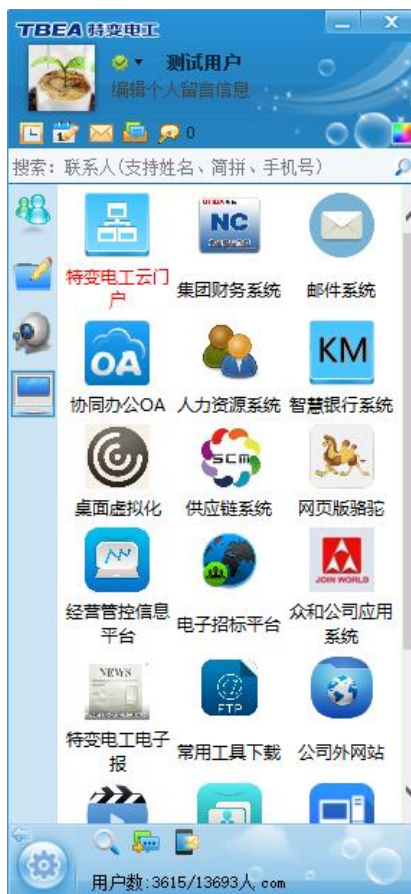 TBEA 特变电工
测试用户
编辑个人留言信息
0
搜索：联系人(支持姓名、简拼、手机号)
特变电工云门
户
NC
集团财务系统
邮件系统
OA
协同办公OA
人力资源系统
KM
智慧银行系统
桌面虚拟化
SCM
供应链系统
网页版骆驼
经营管控信息
平台
电子招标平台
JOIN WORLD
众和公司应用
系统
NEWS
特变电工电子
报
FTP
常用工具下载
公司外网站
用户数:3615/13693人 com